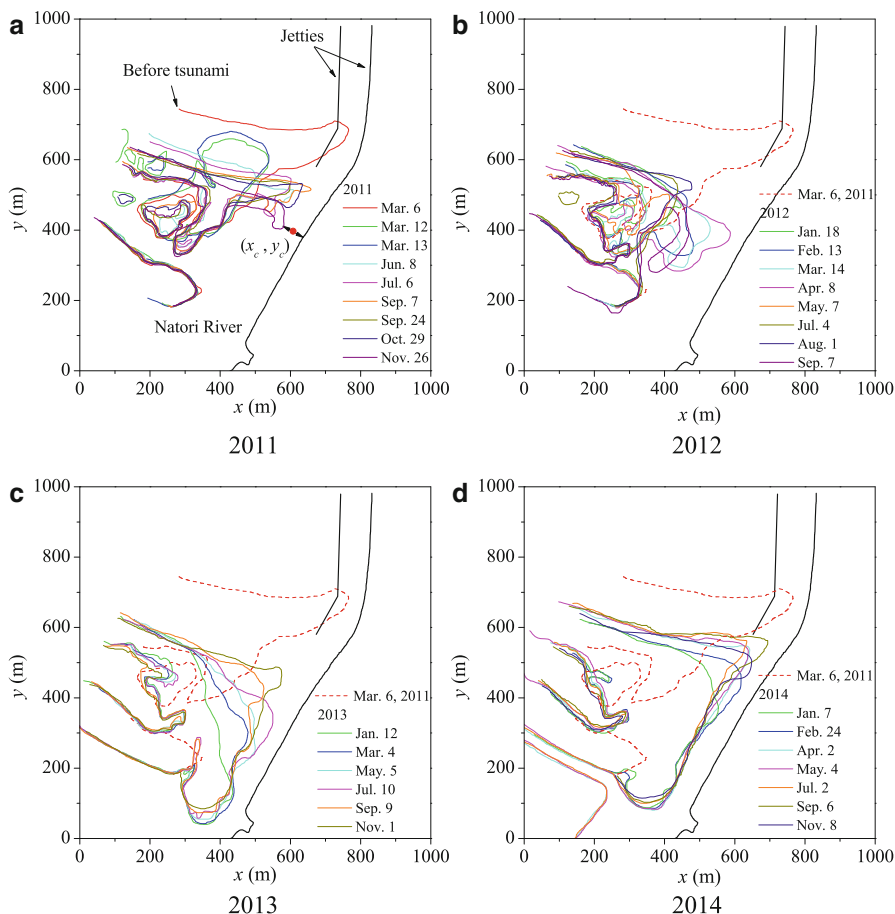 a
1000
800
600
400
200
0
0 200 400 600 800 1000
y (m)
x (m)
Jetties
Before tsunami
(x_c, y_c)
Natori River
2011
Mar. 6
Mar. 12
Mar. 13
Jun. 8
Jul. 6
Sep. 7
Sep. 24
Oct. 29
Nov. 26
2011
b
1000
800
600
400
200
0
0 200 400 600 800 1000
y (m)
x (m)
Mar. 6, 2011
2012
Jan. 18
Feb. 13
Mar. 14
Apr. 8
May. 7
Jul. 4
Aug. 1
Sep. 7
2012
c
1000
800
600
400
200
0
0 200 400 600 800 1000
y (m)
x (m)
Mar. 6, 2011
2013
Jan. 12
Mar. 4
May. 5
Jul. 10
Sep. 9
Nov. 1
2013
d
1000
800
600
400
200
0
0 200 400 600 800 1000
y (m)
x (m)
Mar. 6, 2011
2014
Jan. 7
Feb. 24
Apr. 2
May. 4
Jul. 2
Sep. 6
Nov. 8
2014